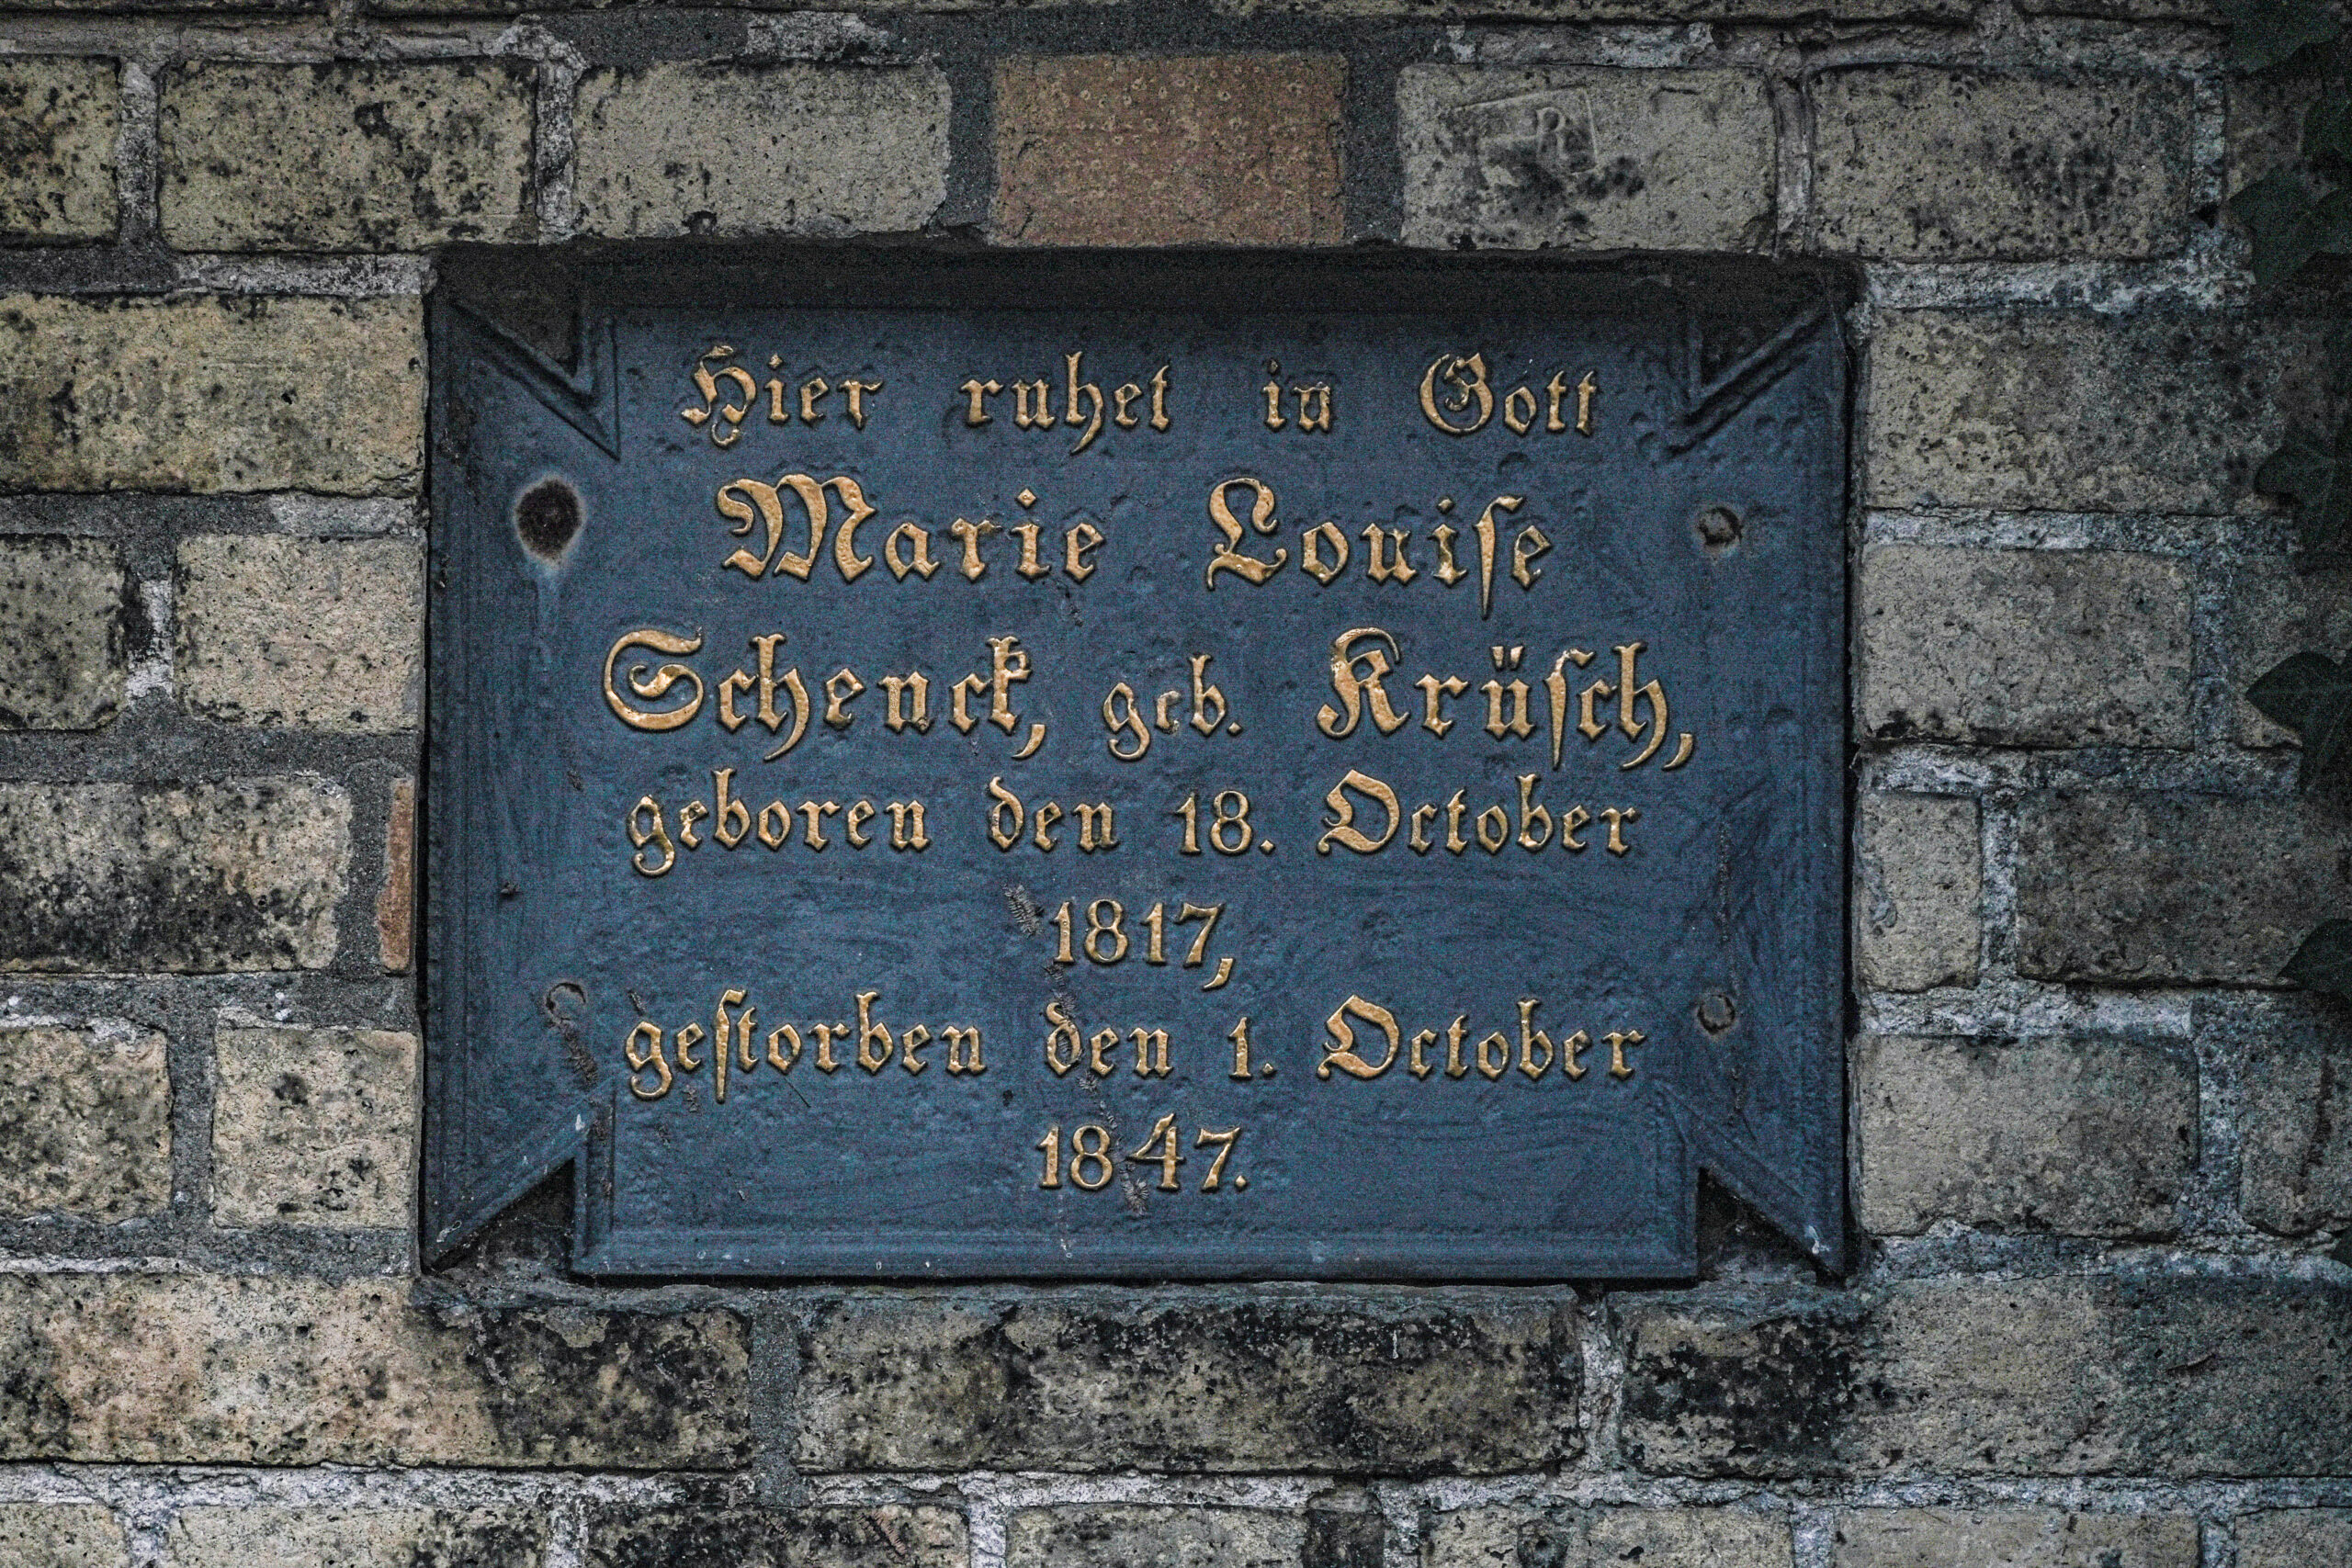 Hier ruhet in Gott
Marie Louiſe
Schenck, geb. Krüſch,
geboren den 18. October
1817,
geſtorben den 1. October
1847.